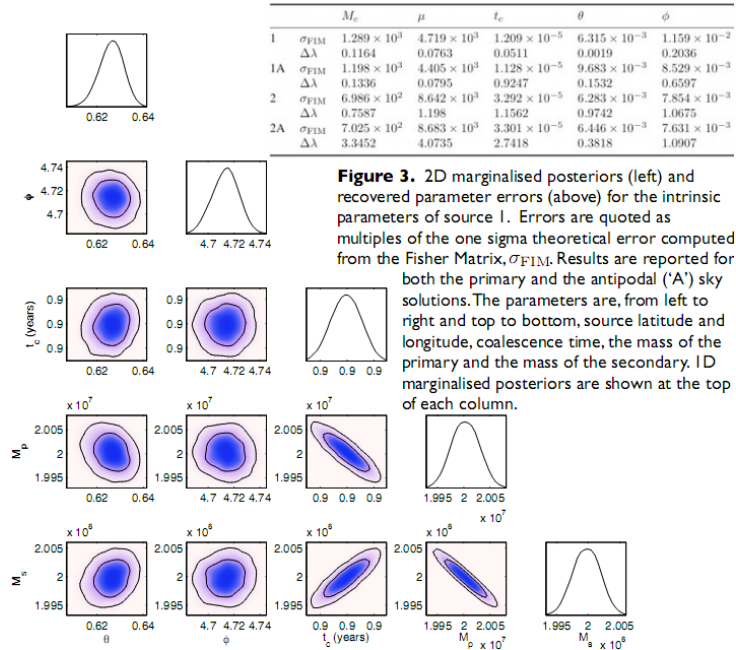 M_c μ t_c θ ϕ
1 σ_FIM 1.289 × 10^3 4.719 × 10^3 1.209 × 10^-5 6.315 × 10^-3 1.159 × 10^-2
Δλ 0.1164 0.0763 0.0511 0.0019 0.2036
1A σ_FIM 1.198 × 10^3 4.405 × 10^3 1.128 × 10^-5 9.683 × 10^-3 8.529 × 10^-3
Δλ 0.1336 0.0795 0.9247 0.1532 0.6597
2 σ_FIM 6.986 × 10^2 8.642 × 10^3 3.292 × 10^-5 6.283 × 10^-3 7.854 × 10^-3
Δλ 0.7587 1.198 1.1562 0.9742 1.0675
2A σ_FIM 7.025 × 10^2 8.683 × 10^3 3.301 × 10^-5 6.446 × 10^-3 7.631 × 10^-3
Δλ 3.3452 4.0735 2.7418 0.3818 1.0907
0.62 0.64
Figure 3. 2D marginalised posteriors (left) and
recovered parameter errors (above) for the intrinsic
parameters of source 1. Errors are quoted as
multiples of the one sigma theoretical error computed
from the Fisher Matrix, σ_FIM. Results are reported for
both the primary and the antipodal ('A') sky
solutions. The parameters are, from left to
right and top to bottom, source latitude and
longitude, coalescence time, the mass of the
primary and the mass of the secondary. 1D
marginalised posteriors are shown at the top
of each column.
4.74
4.72
4.7
ϕ
0.62 0.64
4.7 4.72 4.74
t_c (years)
0.9
0.9
0.9
0.62 0.64
0.9
0.9
0.9
4.7 4.72 4.74
0.9 0.9 0.9
x 10^7
M_p
2.005
2
1.995
0.62 0.64
x 10^7
2.005
2
1.995
4.7 4.72 4.74
x 10^7
2.005
2
1.995
0.9 0.9 0.9
1.995 2 2.005
x 10^7
x 10^6
M_s
2.005
2
1.995
0.62 0.64
θ
x 10^6
2.005
2
1.995
4.7 4.72 4.74
ϕ
x 10^6
2.005
2
1.995
0.9 0.9 0.9
t_c (years)
x 10^6
2.005
2
1.995
1.995 2 2.005
M_p x 10^7
1.995 2 2.005
M_s x 10^6